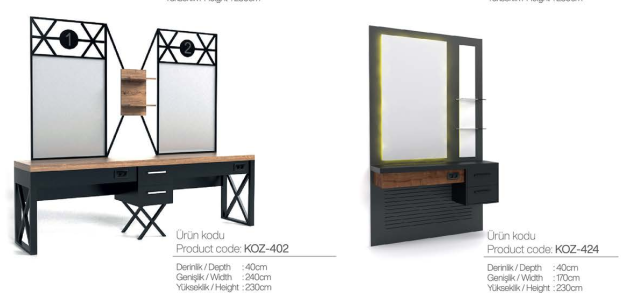 1
2
Ürün kodu
Product code: KOZ-402
Derinlik / Depth : 40cm
Genişlik / Width : 240cm
Yükseklik / Height : 230cm
Ürün kodu
Product code: KOZ-424
Derinlik / Depth : 40cm
Genişlik / Width : 170cm
Yükseklik / Height : 230cm